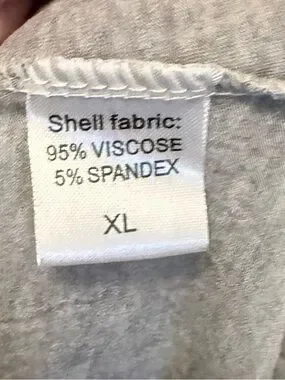 Shell fabric:
95% VISCOSE
5% SPANDEX
XL